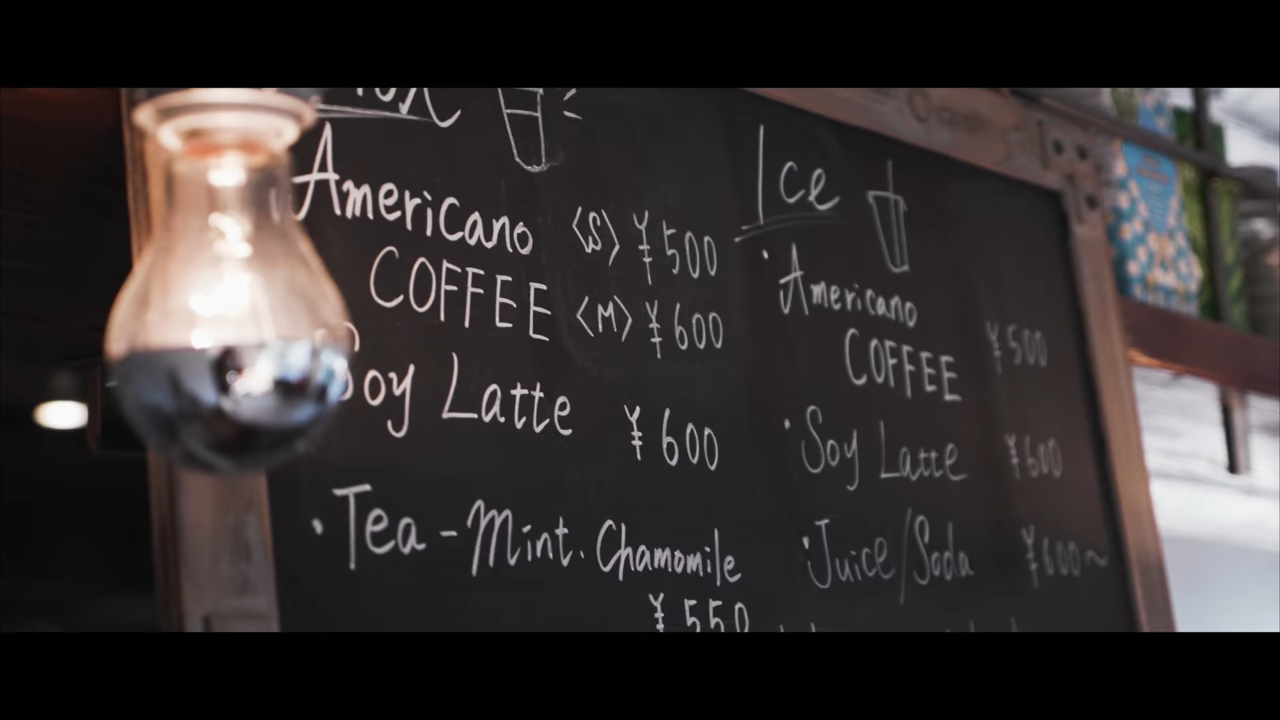 Americano <S> ¥500
COFFEE <M> ¥600
Soy Latte ¥600
・Tea - Mint. Chamomile
¥550
Ice
・Americano
COFFEE ¥500
・Soy Latte ¥600
・Juice/Soda ¥600~